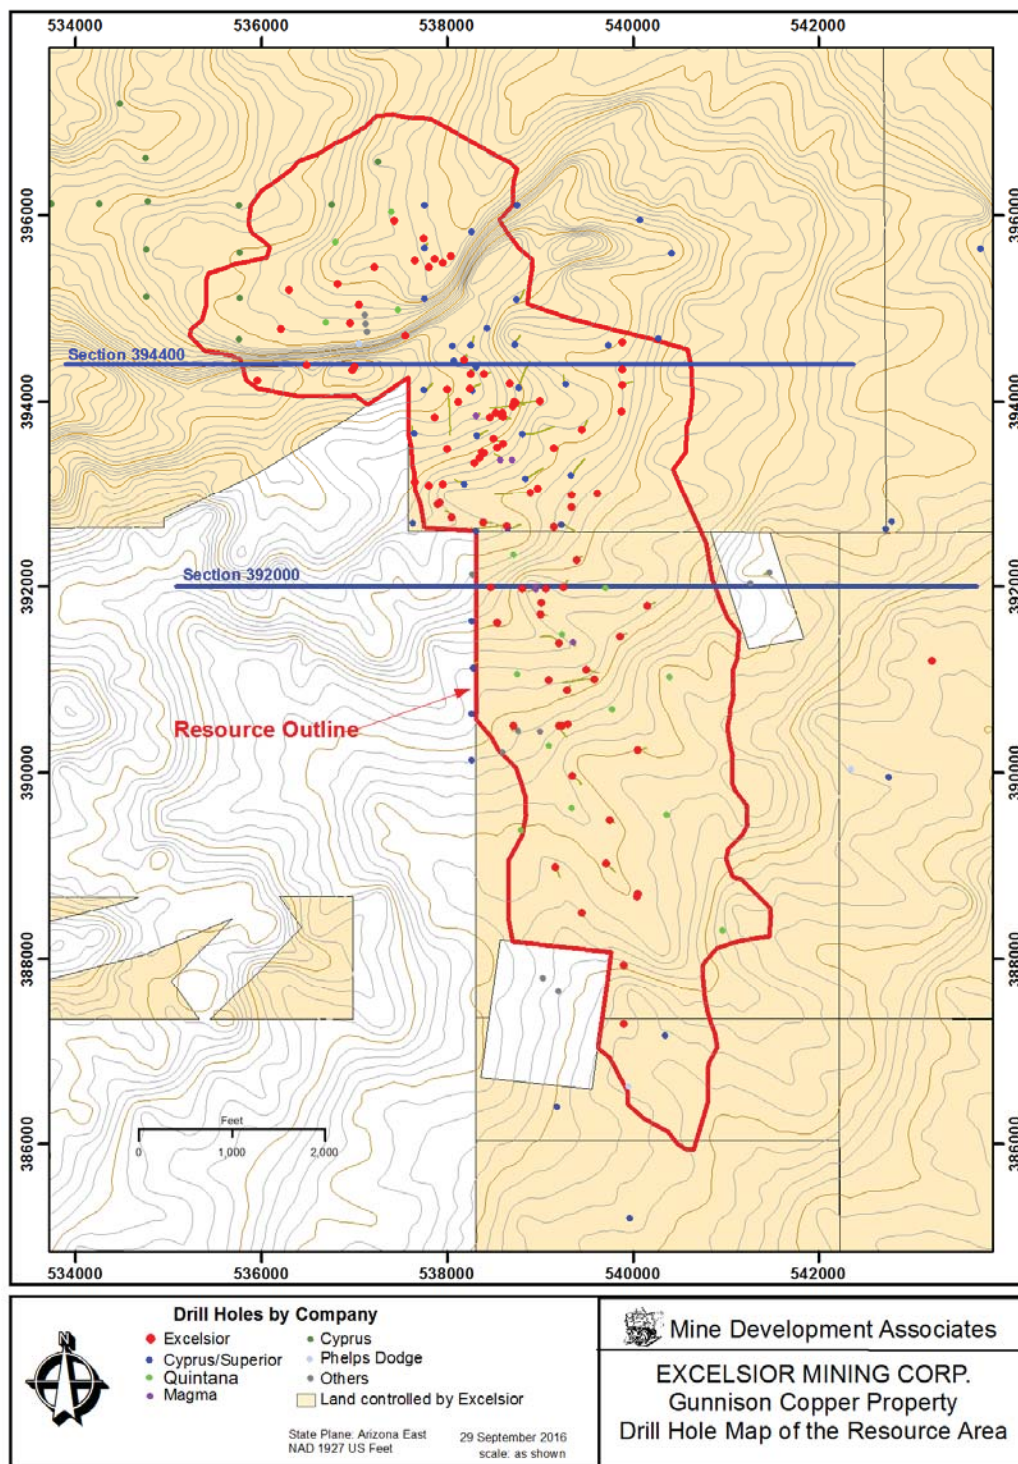 534000 536000 538000 540000 542000
396000 396000
Section 394400
394000 394000
392000 392000
Section 392000
Resource Outline
390000 390000
388000 388000
386000 386000
Feet
0 1,000 2,000
534000 536000 538000 540000 542000
N
Drill Holes by Company
Excelsior
Cyprus/Superior
Quintana
Magma
Cyprus
Phelps Dodge
Others
Land controlled by Excelsior
State Plane: Arizona East
NAD 1927 US Feet
29 September 2016
scale: as shown
Mine Development Associates
EXCELSIOR MINING CORP.
Gunnison Copper Property
Drill Hole Map of the Resource Area